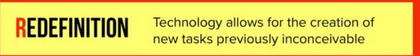 REDEFINITION
Technology allows for the creation of
new tasks previously inconceivable